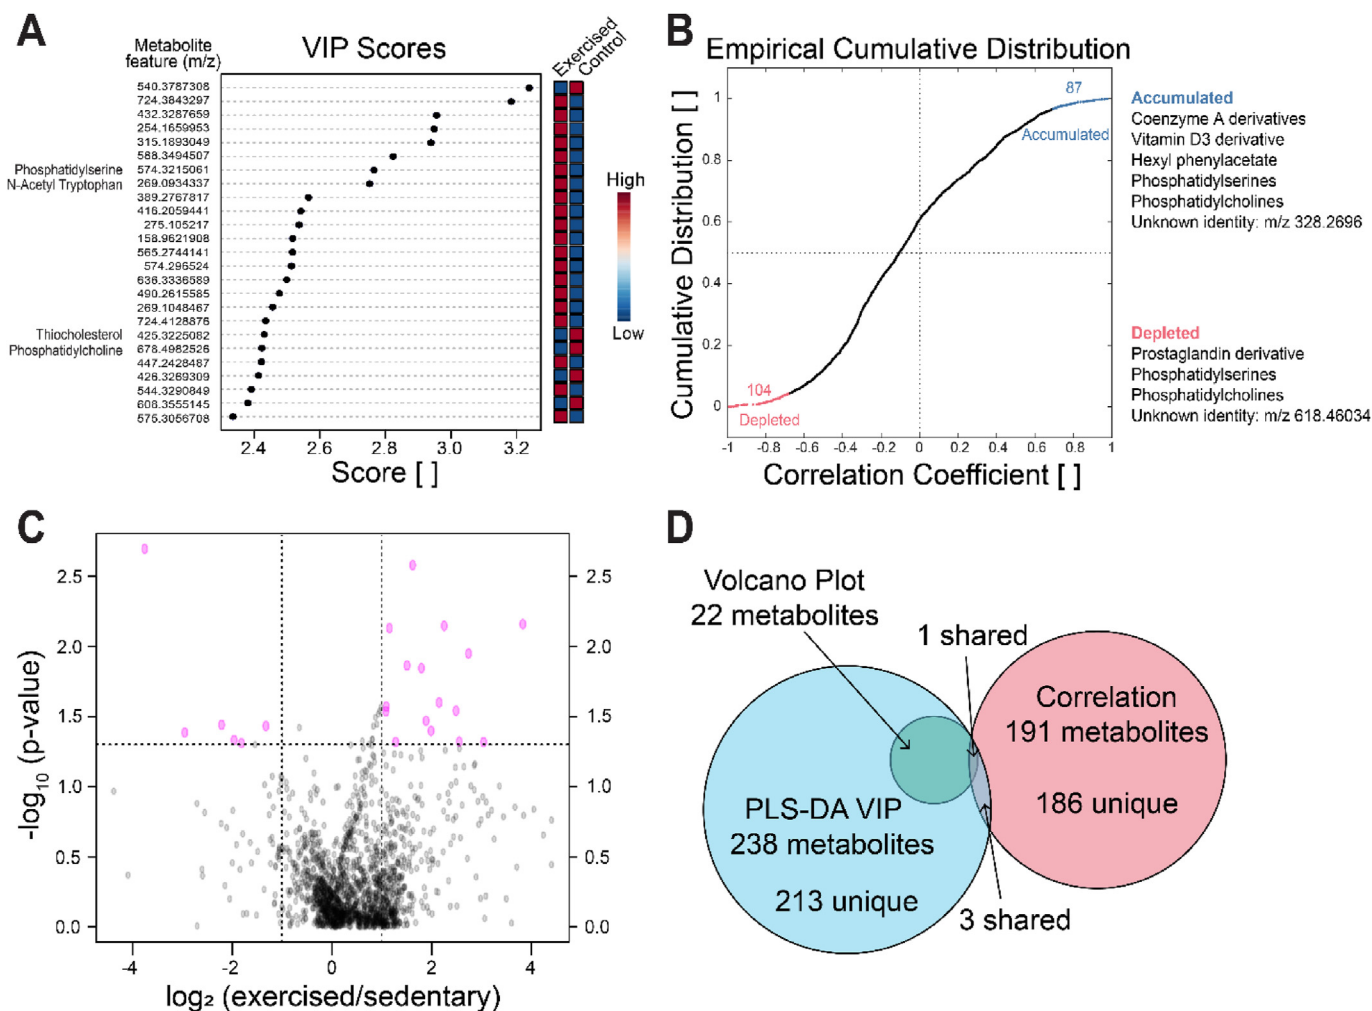 A
VIP Scores
Metabolite
feature (m/z)
Exercised
Control
540.3787308
724.3843297
432.3287659
254.1659953
315.1893049
588.3494507
Phosphatidylserine 574.3215061
N-Acetyl Tryptophan 269.0934337
389.2767817
416.2059441
275.105217
158.9621908
565.2744141
574.296524
636.3336589
490.2615585
269.1048467
724.4128876
Thiocholesterol 425.3225082
Phosphatidylcholine 678.4982526
447.2428487
426.3269309
544.3290849
608.3555145
575.3056708
High
Low
2.4 2.6 2.8 3.0 3.2
Score [ ]
B
Empirical Cumulative Distribution
Cumulative Distribution [ ]
1
0.8
0.6
0.4
0.2
0
87
Accumulated
104
Depleted
-1 -0.8 -0.6 -0.4 -0.2 0 0.2 0.4 0.6 0.8 1
Correlation Coefficient [ ]
Accumulated
Coenzyme A derivatives
Vitamin D3 derivative
Hexyl phenylacetate
Phosphatidylserines
Phosphatidylcholines
Unknown identity: m/z 328.2696
Depleted
Prostaglandin derivative
Phosphatidylserines
Phosphatidylcholines
Unknown identity: m/z 618.46034
C
-log₁₀ (p-value)
2.5 2.5
2.0 2.0
1.5 1.5
1.0 1.0
0.5 0.5
0.0 0.0
-4 -2 0 2 4
log₂ (exercised/sedentary)
D
Volcano Plot
22 metabolites
1 shared
Correlation
191 metabolites
186 unique
PLS-DA VIP
238 metabolites
213 unique
3 shared